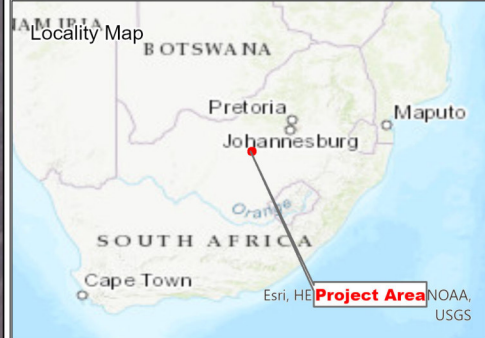 NAMIBIA
Locality Map
BOTSWANA
Pretoria
Maputo
Johannesburg
Orange
SOUTH AFRICA
Cape Town
Esri, HE Project Area NOAA,
USGS